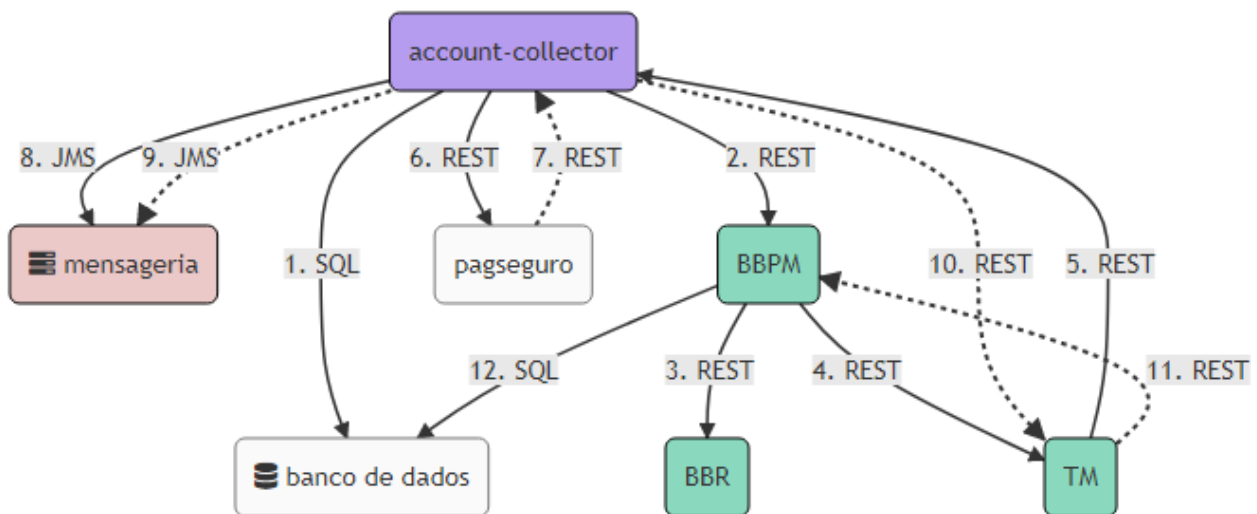 account-collector
8. JMS
9. JMS
6. REST
7. REST
2. REST
mensageria
1. SQL
pagseguro
BBPM
10. REST
5. REST
12. SQL
3. REST
4. REST
11. REST
banco de dados
BBR
TM